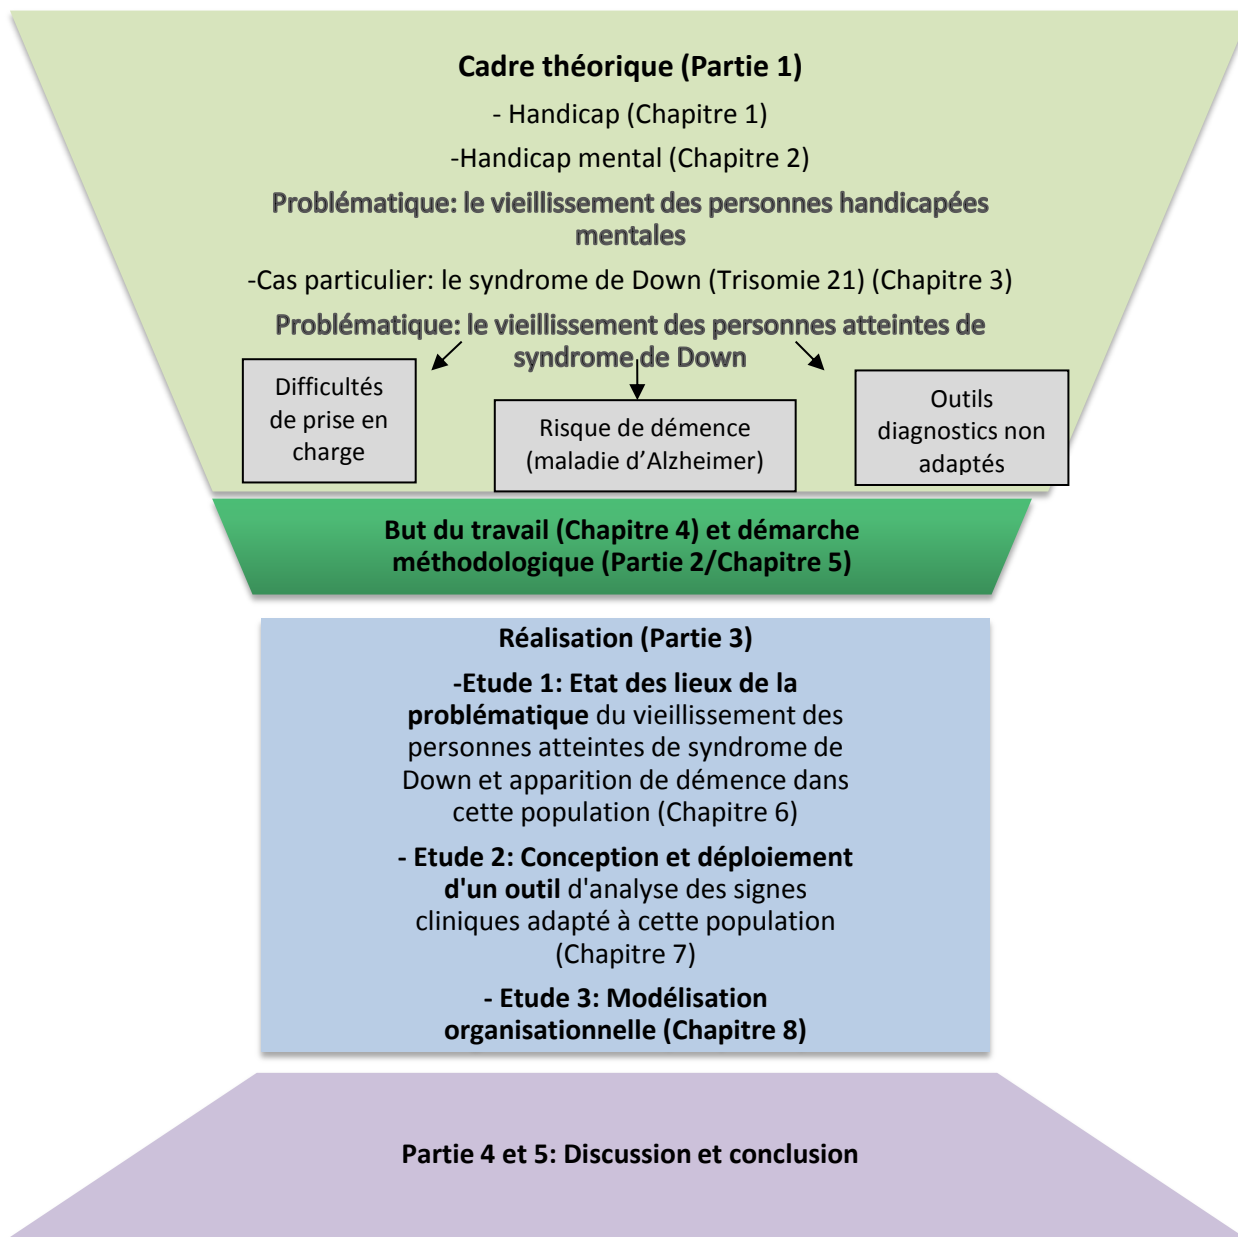 Cadre théorique (Partie 1)
- Handicap (Chapitre 1)
-Handicap mental (Chapitre 2)
Problématique: le vieillissement des personnes handicapées
mentales
-Cas particulier: le syndrome de Down (Trisomie 21) (Chapitre 3)
Problématique: le vieillissement des personnes atteintes de
syndrome de Down
Difficultés
de prise en
charge
Risque de démence
(maladie d’Alzheimer)
Outils
diagnostics non
adaptés
But du travail (Chapitre 4) et démarche
méthodologique (Partie 2/Chapitre 5)
Réalisation (Partie 3)
-Etude 1: Etat des lieux de la
problématique du vieillissement des
personnes atteintes de syndrome de
Down et apparition de démence dans
cette population (Chapitre 6)
- Etude 2: Conception et déploiement
d'un outil d'analyse des signes
cliniques adapté à cette population
(Chapitre 7)
- Etude 3: Modélisation
organisationnelle (Chapitre 8)
Partie 4 et 5: Discussion et conclusion